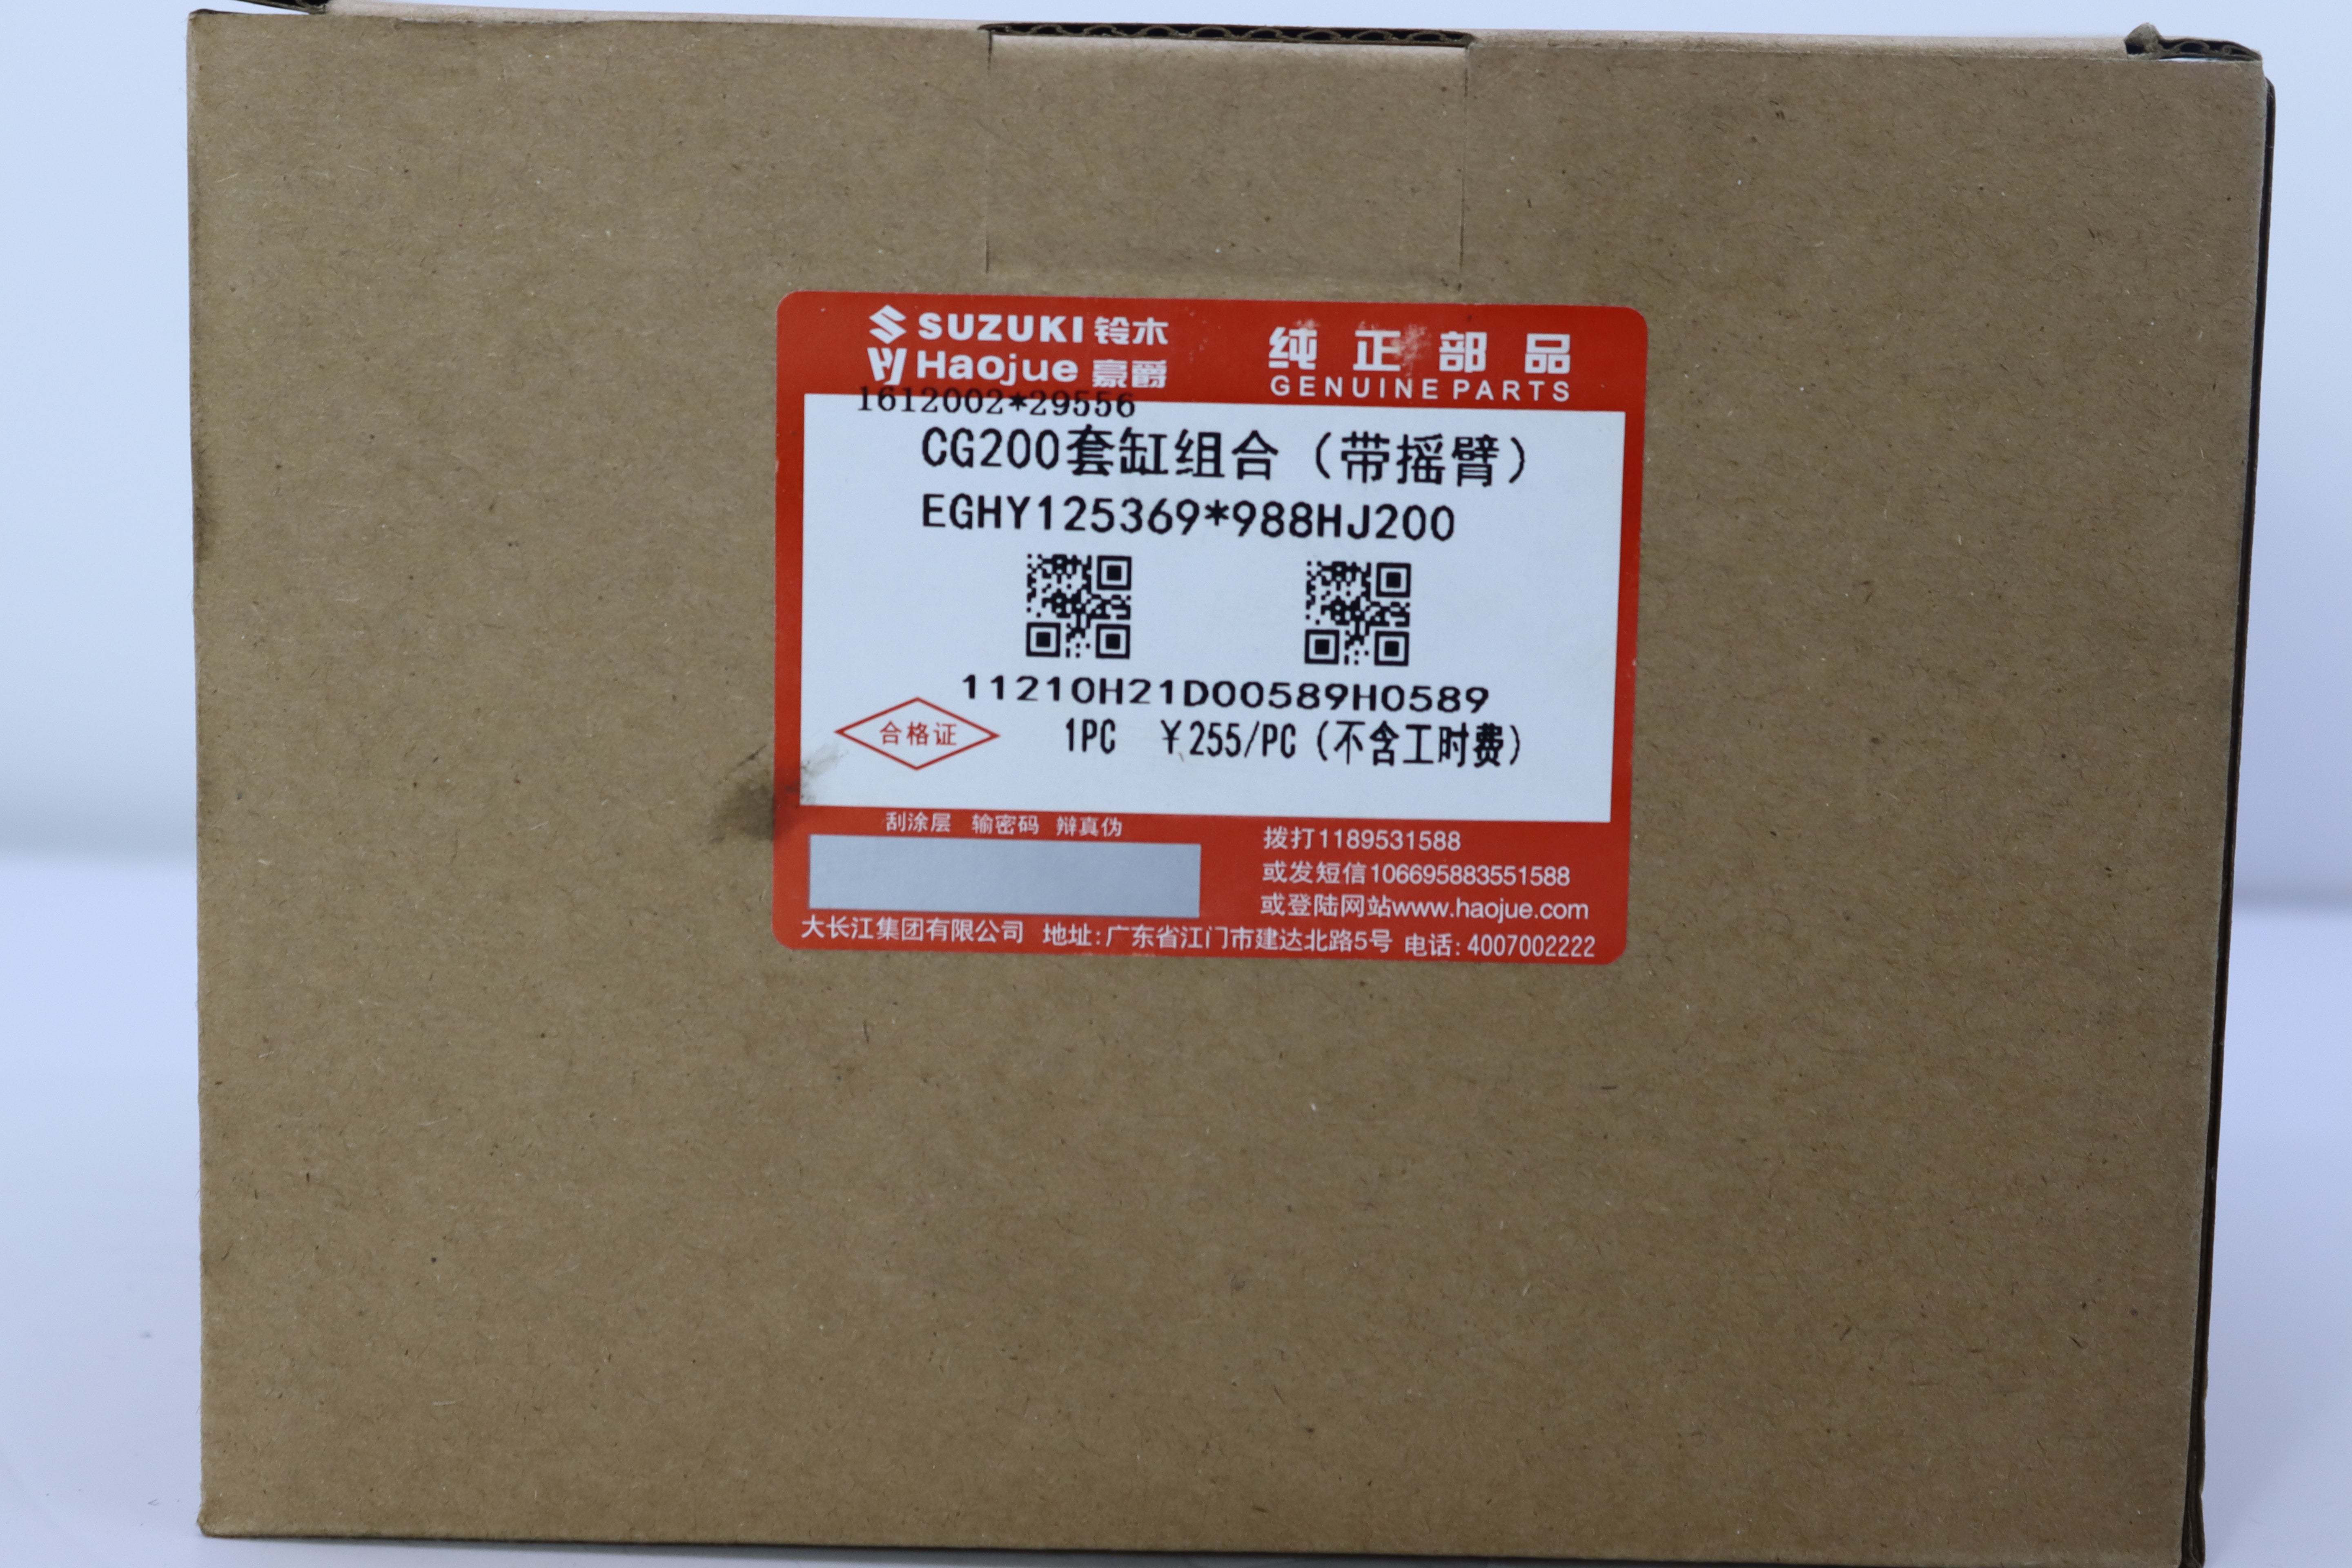 SUZUKI 铃木
Haojue 豪爵
纯正部品
GENUINE PARTS
1612002*29556
CG200套缸组合（带摇臂）
EGHY125369*988HJ200
11210H21D00589H0589
合格证
1PC ￥255/PC（不含工时费）
刮涂层 输密码 辩真伪
拨打1189531588
或发短信106695883551588
或登陆网站www.haojue.com
大长江集团有限公司 地址:广东省江门市建达北路5号 电话:4007002222